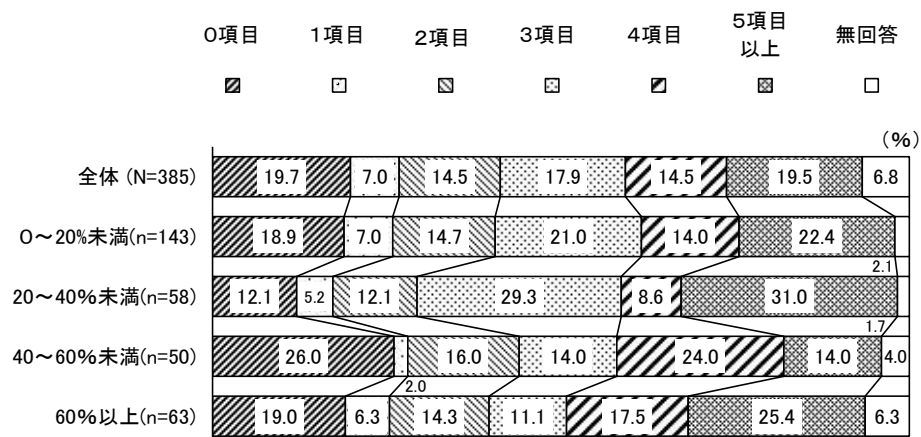 0項目 1項目 2項目 3項目 4項目 5項目以上 無回答
(%)
全体 (N=385) 19.7 7.0 14.5 17.9 14.5 19.5 6.8
0～20%未満(n=143) 18.9 7.0 14.7 21.0 14.0 22.4
2.1
20～40%未満(n=58) 12.1 5.2 12.1 29.3 8.6 31.0
1.7
40～60%未満(n=50) 26.0 16.0 14.0 24.0 14.0 4.0
2.0
60%以上(n=63) 19.0 6.3 14.3 11.1 17.5 25.4 6.3